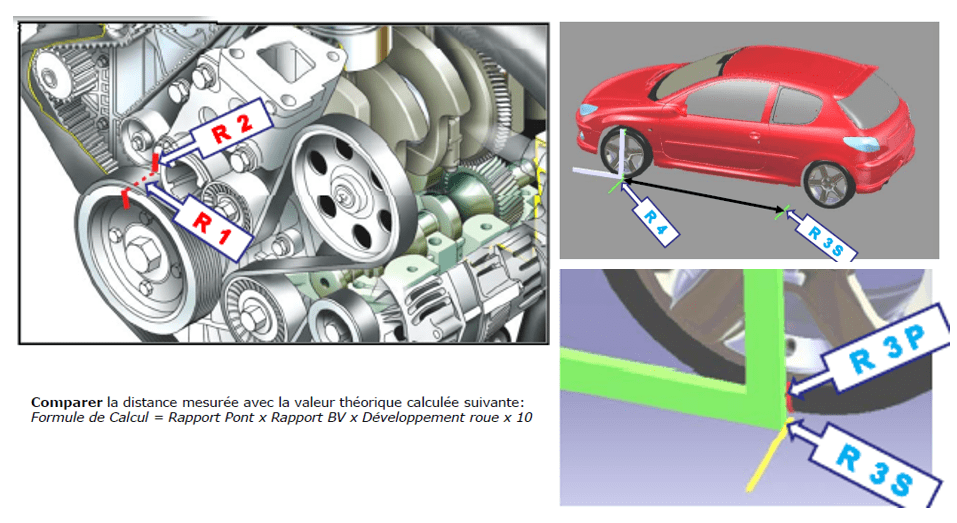 R 2
R 1
R 4
R 3S
R 3P
R 3S
Comparer la distance mesurée avec la valeur théorique calculée suivante:
Formule de Calcul = Rapport Pont x Rapport BV x Développement roue x 10